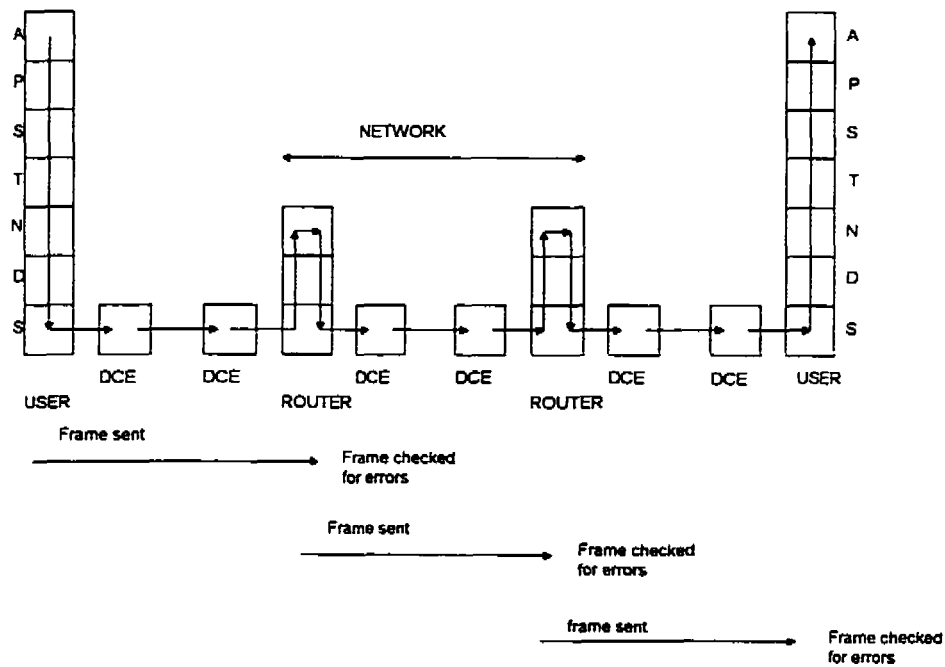 A A
P P
S S
NETWORK
T T
N N
D D
S S
DCE DCE DCE DCE DCE DCE USER
USER ROUTER ROUTER
Frame sent
Frame checked
for errors
Frame sent
Frame checked
for errors
frame sent
Frame checked
for errors